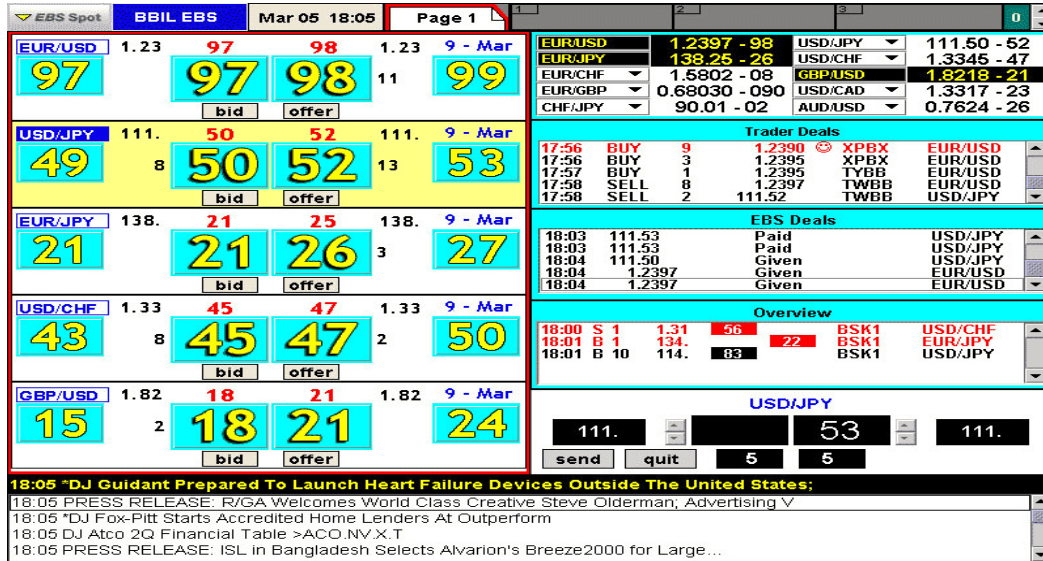 EBS Spot BBIL EBS Mar 05 18:05 Page 1 1 2 3 0
EUR/USD 1.23 97 98 1.23 9 - Mar
97 97 98 11 99
bid offer
USD/JPY 111. 50 52 111. 9 - Mar
49 8 50 52 13 53
bid offer
EUR/JPY 138. 21 25 138. 9 - Mar
21 21 26 3 27
bid offer
USD/CHF 1.33 45 47 1.33 9 - Mar
43 8 45 47 2 50
bid offer
GBP/USD 1.82 18 21 1.82 9 - Mar
15 2 18 21 24
bid offer
EUR/USD 1.2397 - 98 USD/JPY 111.50 - 52
EUR/JPY 138.25 - 26 USD/CHF 1.3345 - 47
EUR/CHF 1.5802 - 08 GBP/USD 1.8218 - 21
EUR/GBP 0.68030 - 090 USD/CAD 1.3317 - 23
CHF/JPY 90.01 - 02 AUD/USD 0.7624 - 26
Trader Deals
17:56 BUY 9 1.2390 XPBX EUR/USD
17:56 BUY 3 1.2395 XPBX EUR/USD
17:57 BUY 1 1.2395 TYBB EUR/USD
17:58 SELL 8 1.2397 TWBB EUR/USD
17:58 SELL 2 111.52 TWBB USD/JPY
EBS Deals
18:03 111.53 Paid USD/JPY
18:03 111.53 Paid USD/JPY
18:04 111.50 Given USD/JPY
18:04 1.2397 Given EUR/USD
18:04 1.2397 Given EUR/USD
Overview
18:00 S 1 1.31 56 BSK1 USD/CHF
18:01 B 1 134. 22 BSK1 EUR/JPY
18:01 B 10 114. 83 BSK1 USD/JPY
USD/JPY
111. 53 111.
send quit 5 5
18:05 *DJ Guidant Prepared To Launch Heart Failure Devices Outside The United States;
18:05 PRESS RELEASE: R/GA Welcomes World Class Creative Steve Olderman; Advertising V
18:05 *DJ Fox-Pitt Starts Accredited Home Lenders At Outperform
18:05 DJ Atco 2Q Financial Table >ACO.NV.X.T
18:05 PRESS RELEASE: ISL in Bangladesh Selects Alvarion's Breeze2000 for Large...